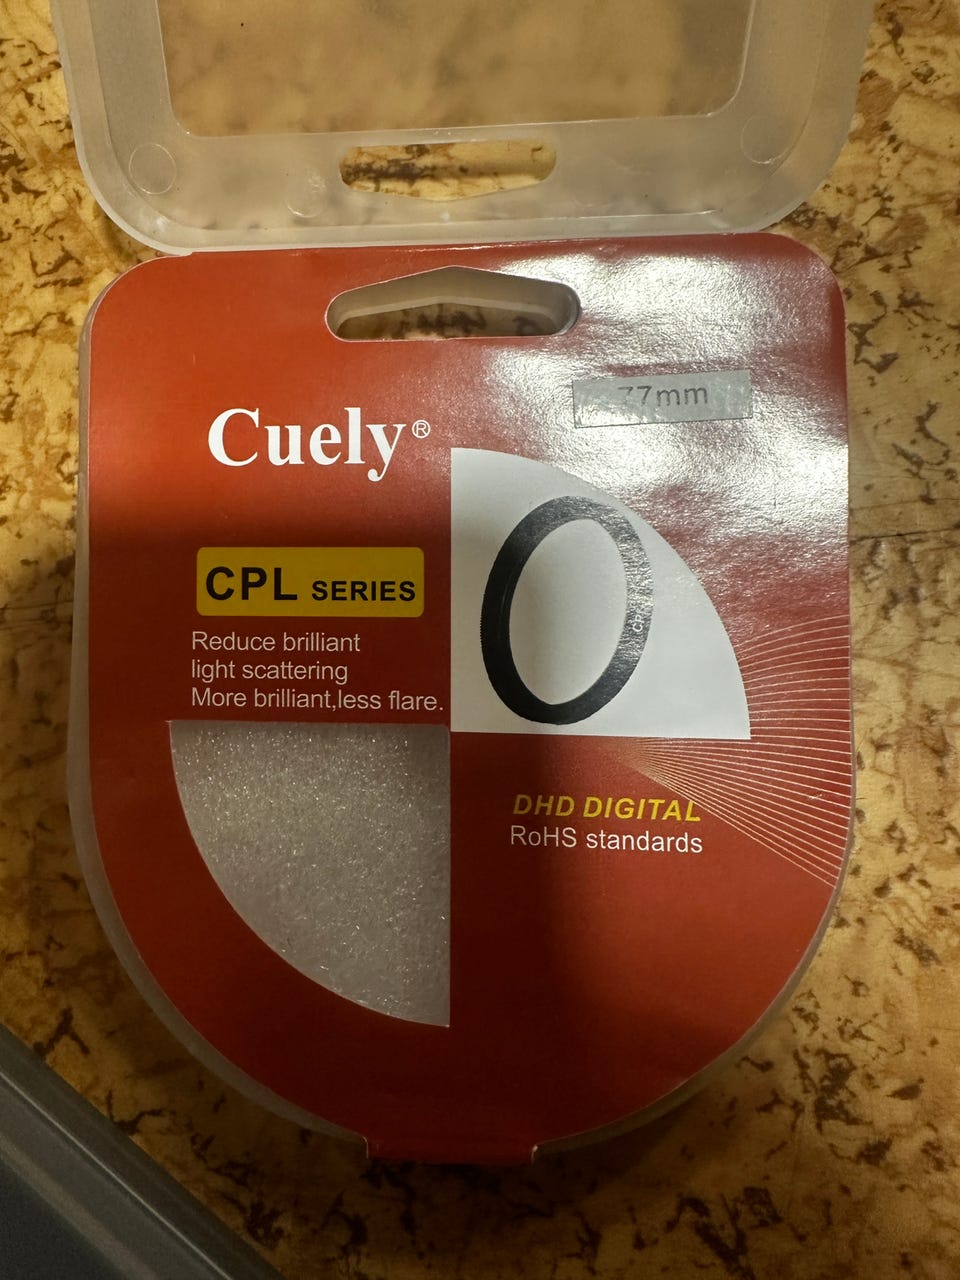 77mm
Cuely®
CPL SERIES
Reduce brilliant
light scattering
More brilliant,less flare.
DHD DIGITAL
RoHS standards